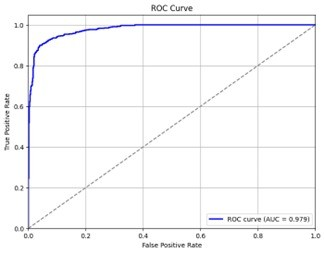 ROC Curve
1.0
0.8
0.6
0.4
0.2
0.0
True Positive Rate
ROC curve (AUC = 0.979)
0.0 0.2 0.4 0.6 0.8 1.0
False Positive Rate